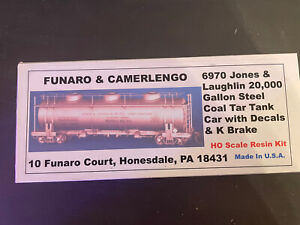 FUNARO & CAMERLENGO
6970 Jones &
Laughlin 20,000
Gallon Steel
Coal Tar Tank
Car with Decals
& K Brake
HO Scale Resin Kit
10 Funaro Court, Honesdale, PA 18431
Made In U.S.A.